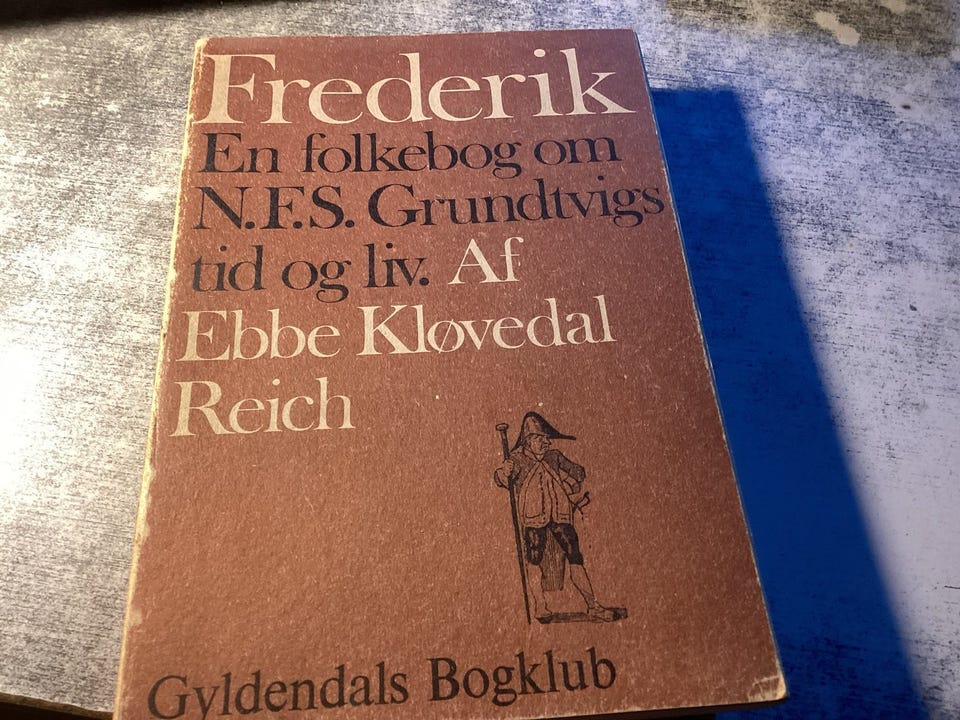 Frederik
En folkebog om
N.F.S. Grundtvigs
tid og liv. Af
Ebbe Kløvedal
Reich
Gyldendals Bogklub